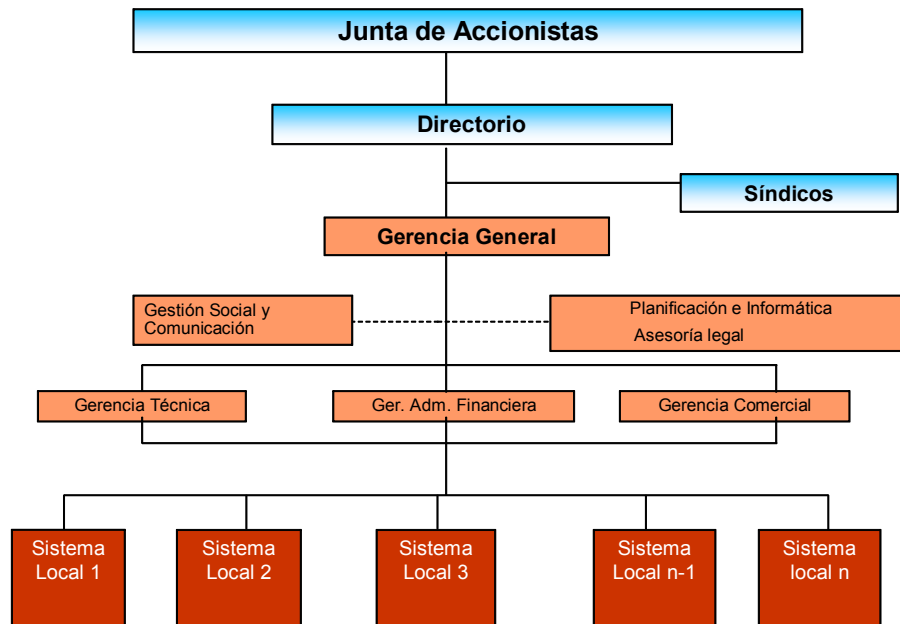 Junta de Accionistas
Directorio
Síndicos
Gerencia General
Gestión Social y
Comunicación
Planificación e Informática
Asesoría legal
Gerencia Técnica
Ger. Adm. Financiera
Gerencia Comercial
Sistema
Local 1
Sistema
Local 2
Sistema
Local 3
Sistema
Local n-1
Sistema
local n